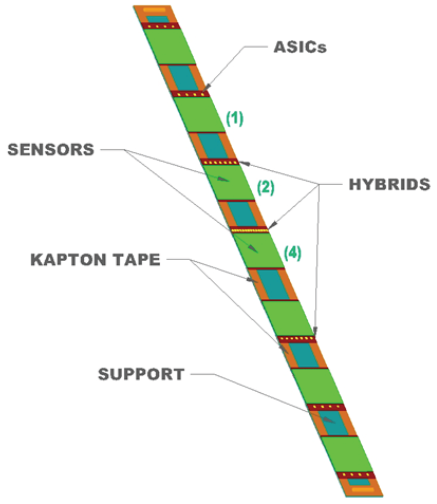 ASICs
(1)
SENSORS
(2)
HYBRIDS
(4)
KAPTON TAPE
SUPPORT